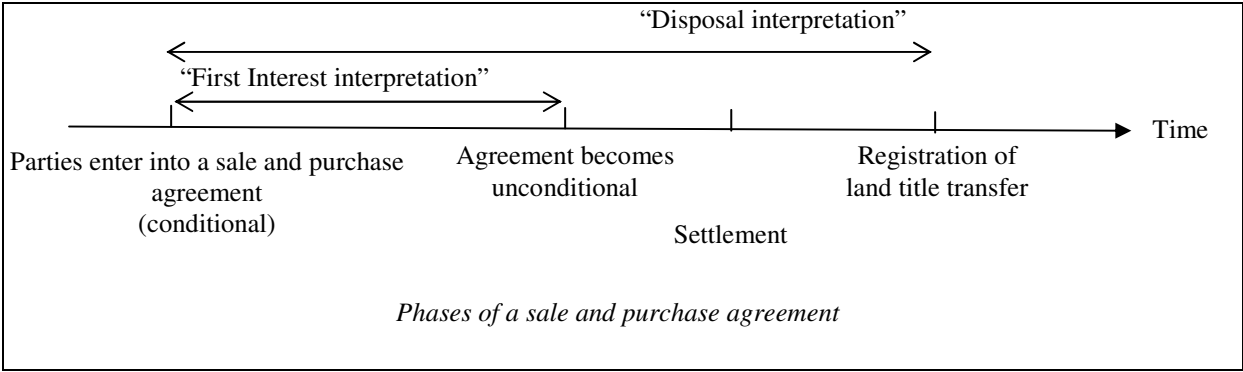 “Disposal interpretation”
“First Interest interpretation”
Time
Parties enter into a sale and purchase
agreement
(conditional)
Agreement becomes
unconditional
Settlement
Registration of
land title transfer
Phases of a sale and purchase agreement